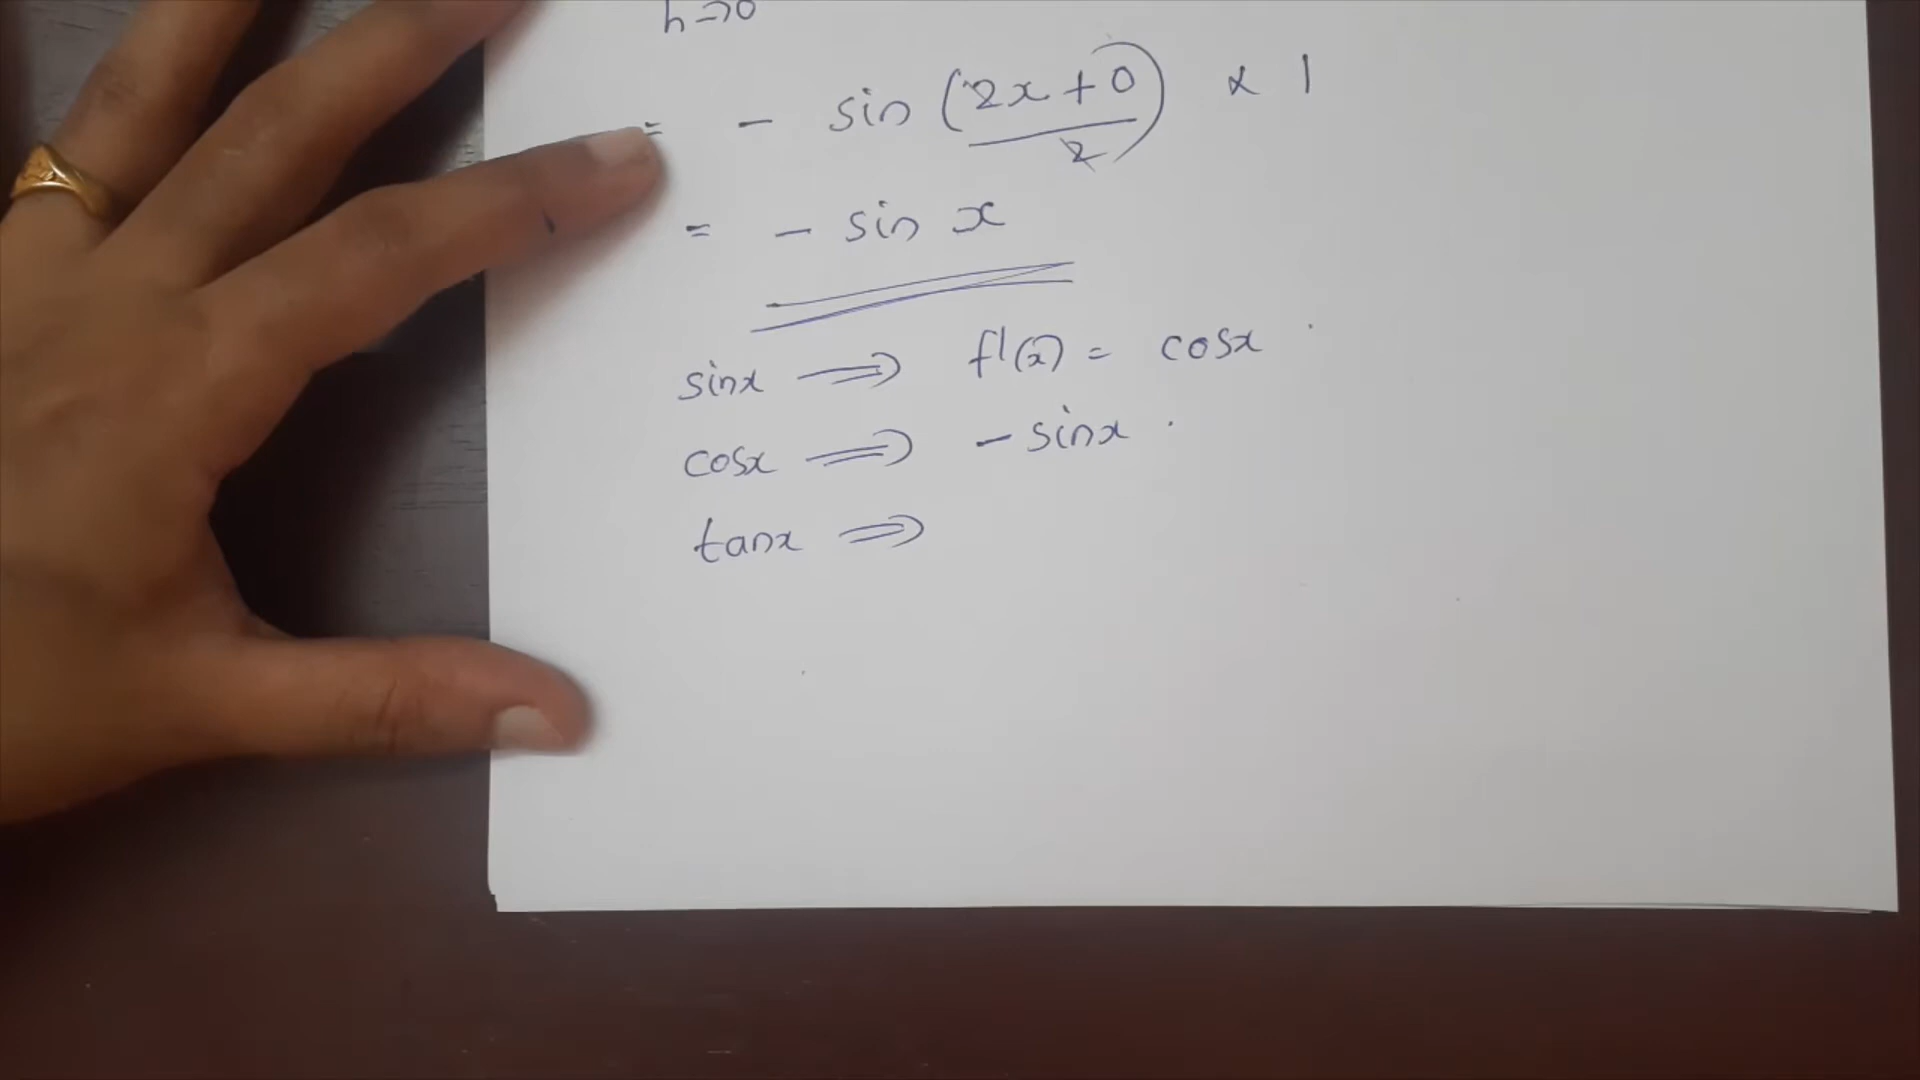 h→0
= - sin (2x+0)/2 × 1
= - sin x
sinx ⟹ f'(x) = cosx
cosx ⟹ -sinx .
tanx ⟹